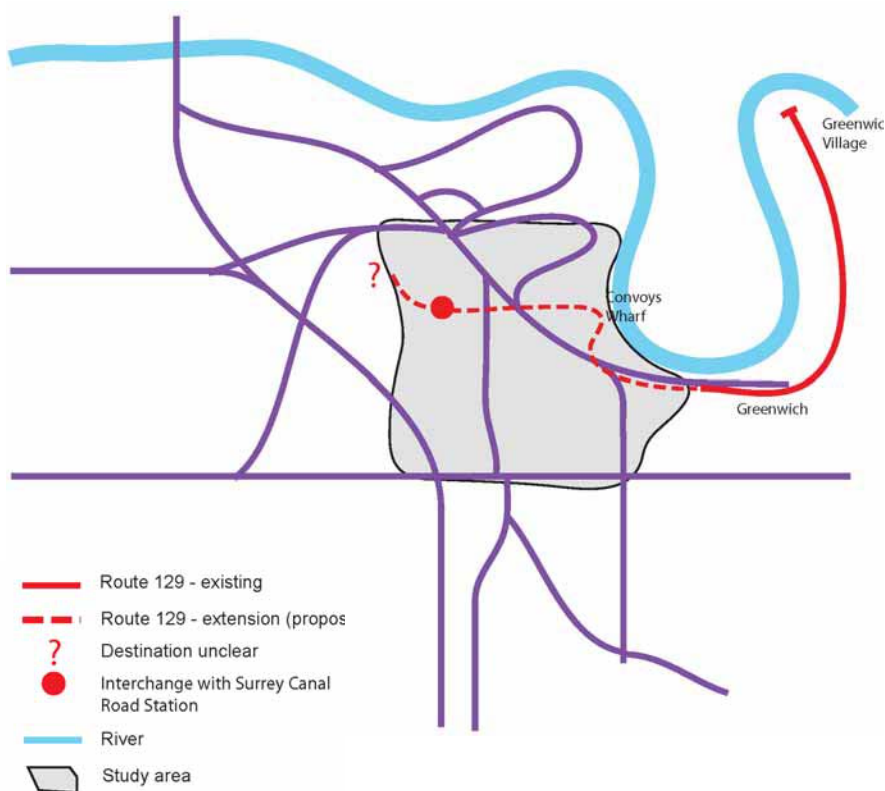 Greenwic
Village
?
Convoys
Wharf
Greenwich
Route 129 - existing
Route 129 - extension (propos
? Destination unclear
Interchange with Surrey Canal
Road Station
River
Study area